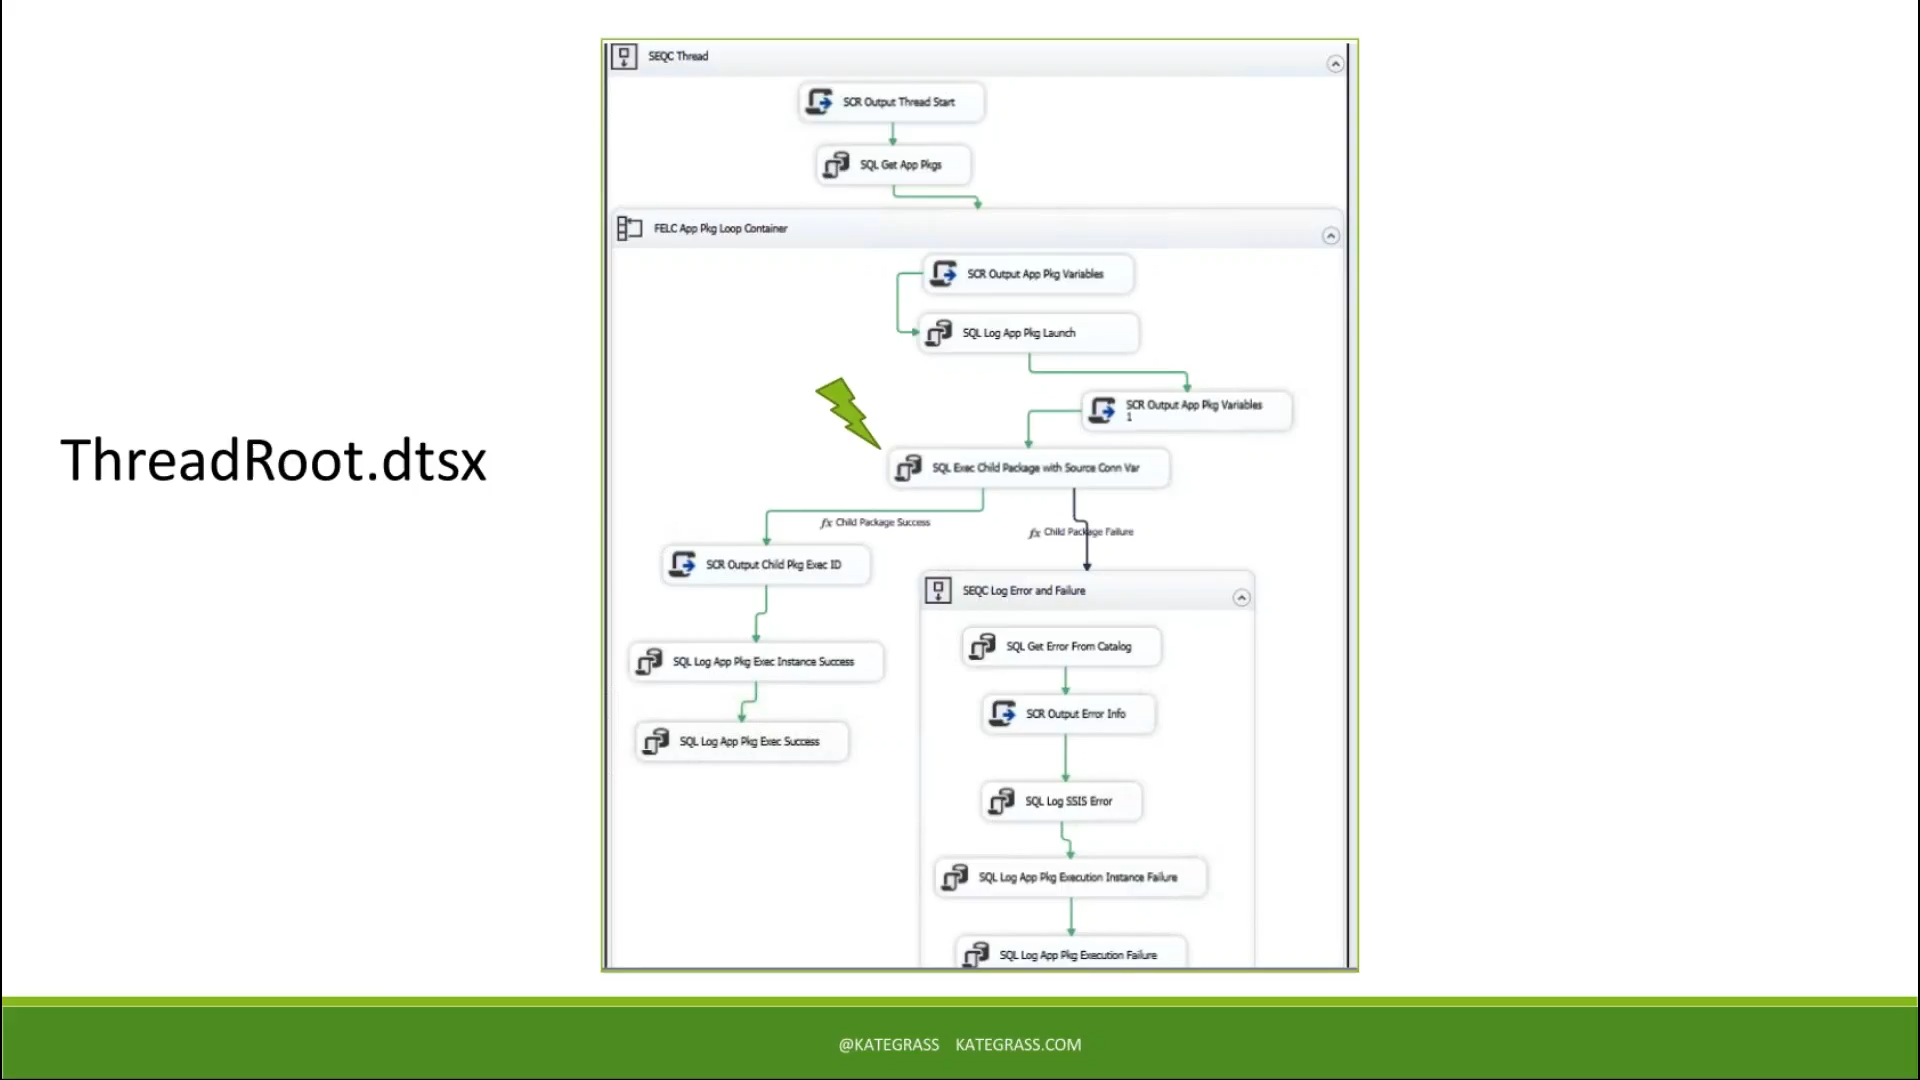 SEQC Thread
SCR Output Thread Start
SQL Get App Pkgs
FELC App Pkg Loop Container
SCR Output App Pkg Variables
SQL Log App Pkg Launch
SCR Output App Pkg Variables
1
ThreadRoot.dtsx
SQL Exec Child Package with Source Conn Var
fx Child Package Success
fx Child Package Failure
SCR Output Child Pkg Exec ID
SQL Log App Pkg Exec Instance Success
SQL Log App Pkg Exec Success
SEQC Log Error and Failure
SQL Get Error From Catalog
SCR Output Error Info
SQL Log SSIS Error
SQL Log App Pkg Execution Instance Failure
SQL Log App Pkg Execution Failure
@KATEGRASS KATEGRASS.COM